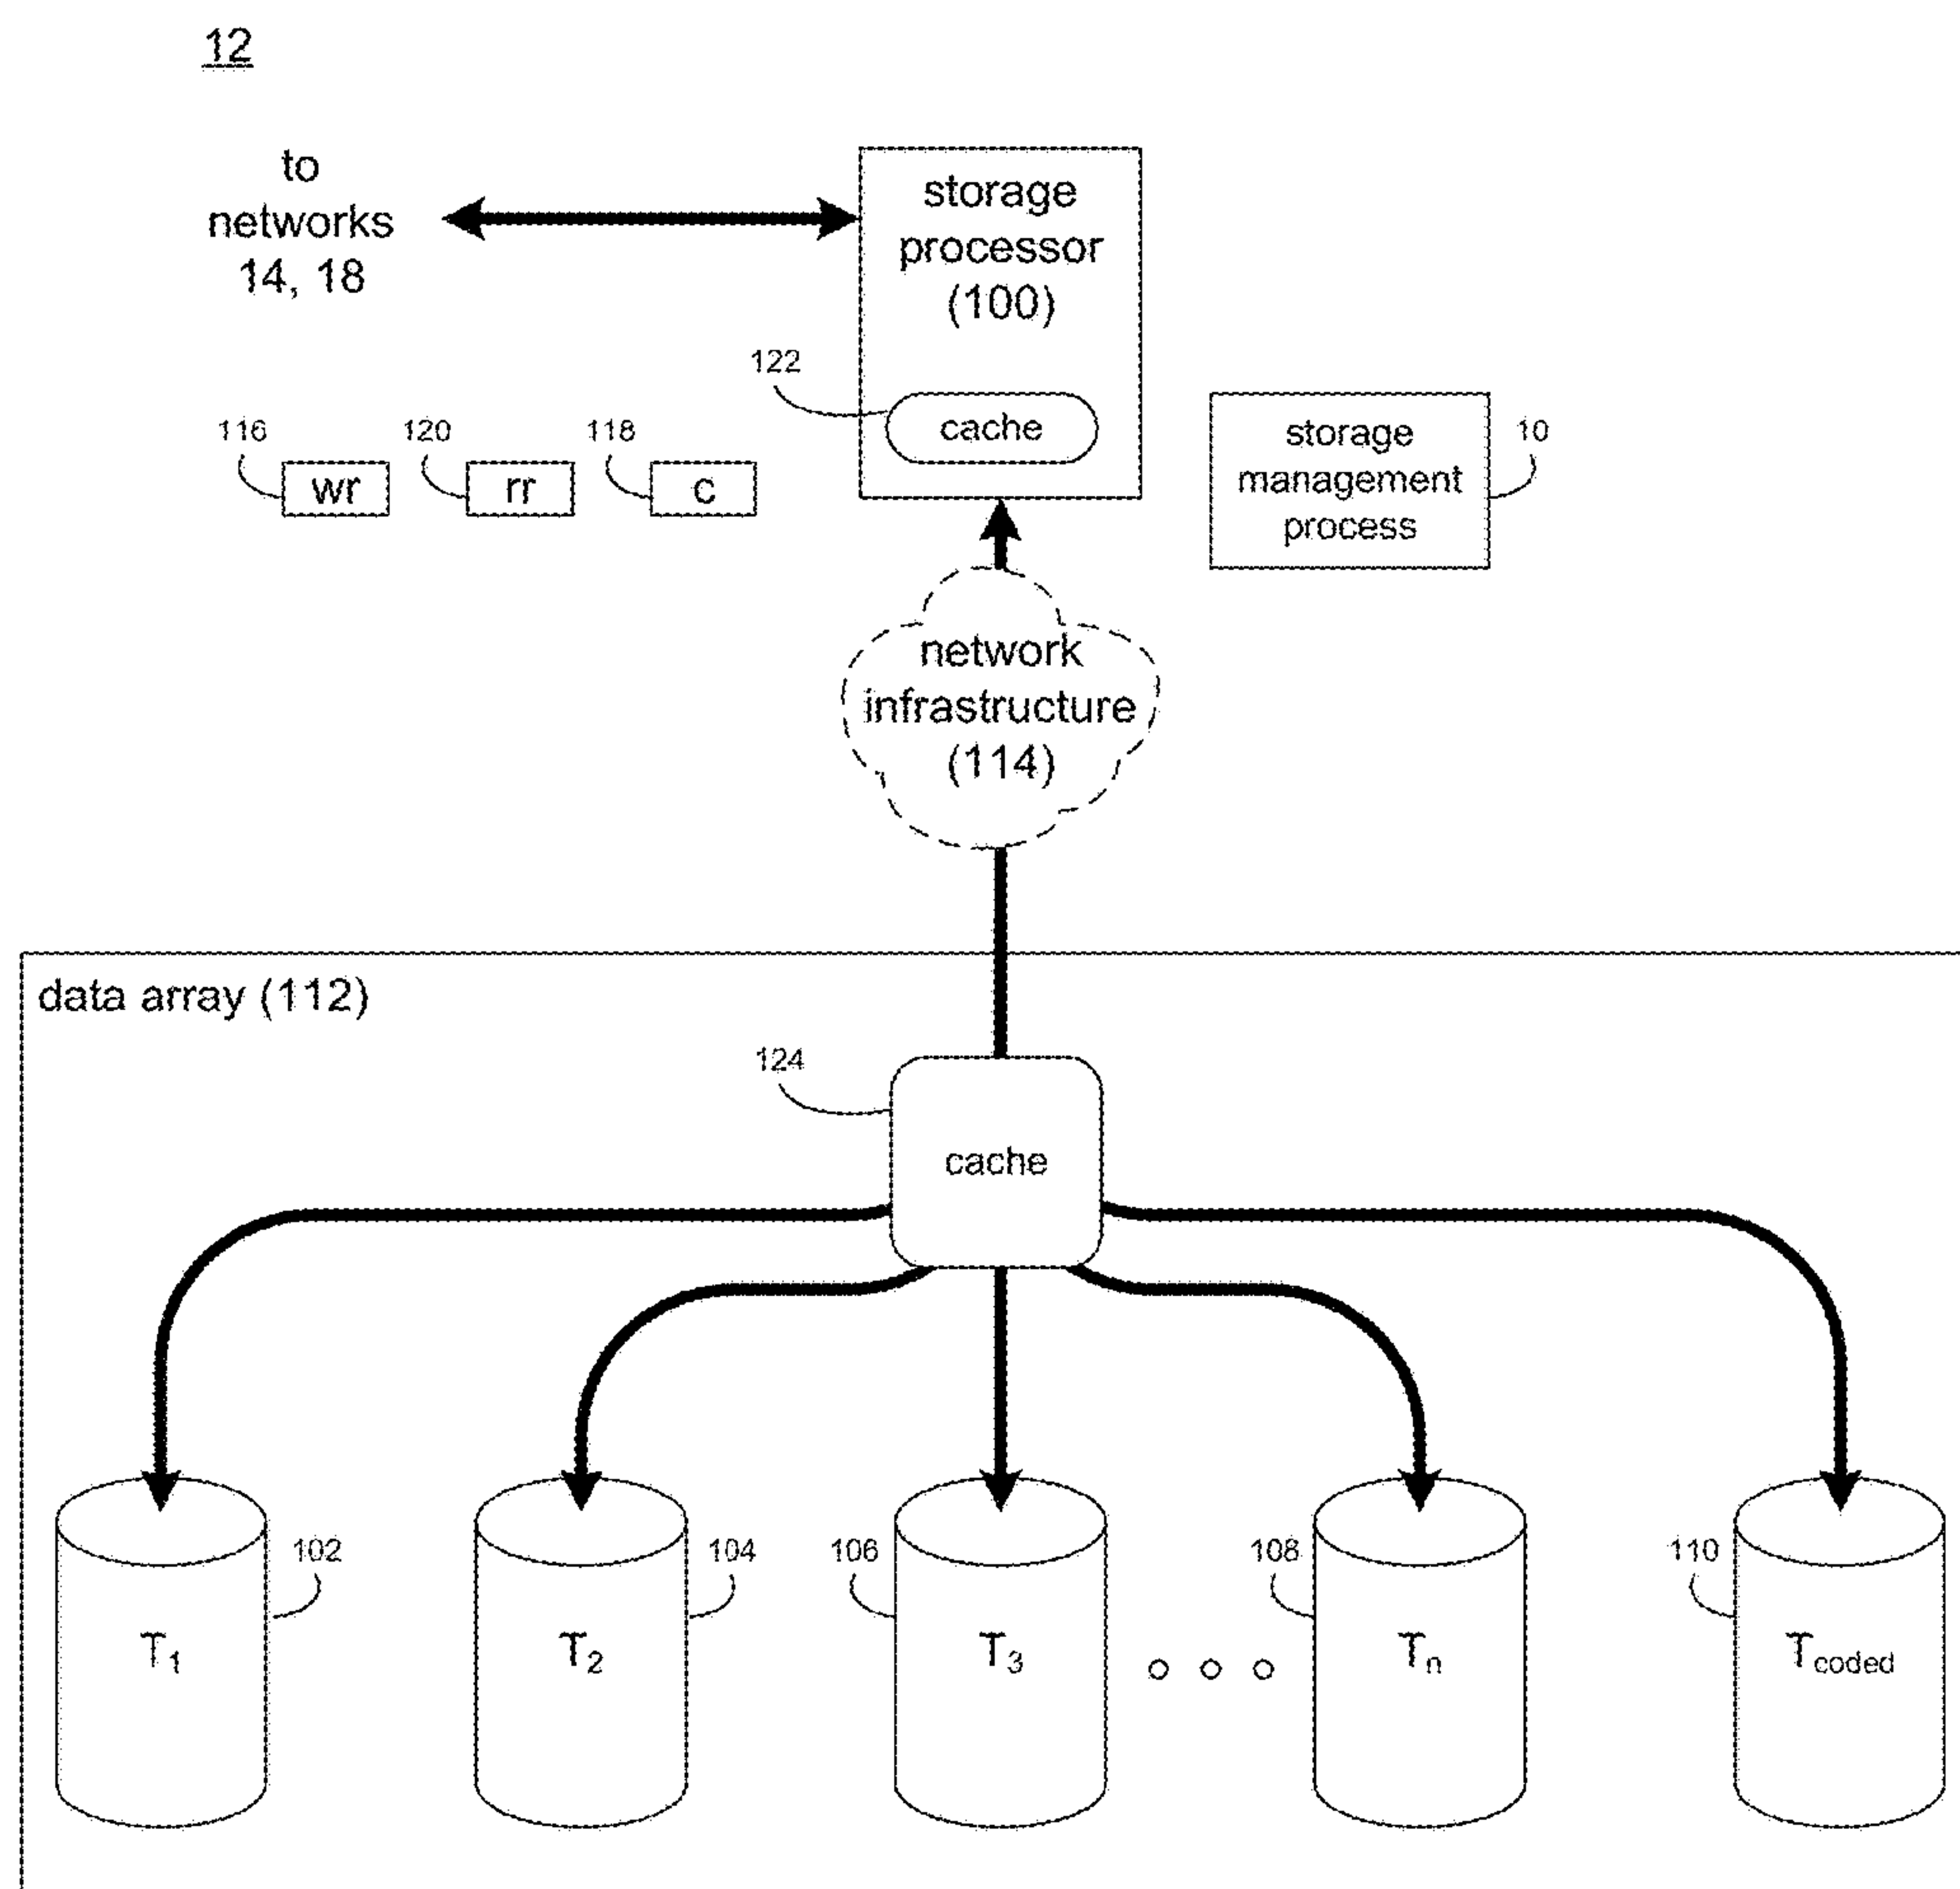 12
to
networks
14, 18
storage
processor
(100)
122
cache
116
wr
120
rr
118
c
storage
management
process
10
network
infrastructure
(114)
data array (112)
124
cache
102
104
106
108
110
T1
T2
T3
Tn
Tcoded